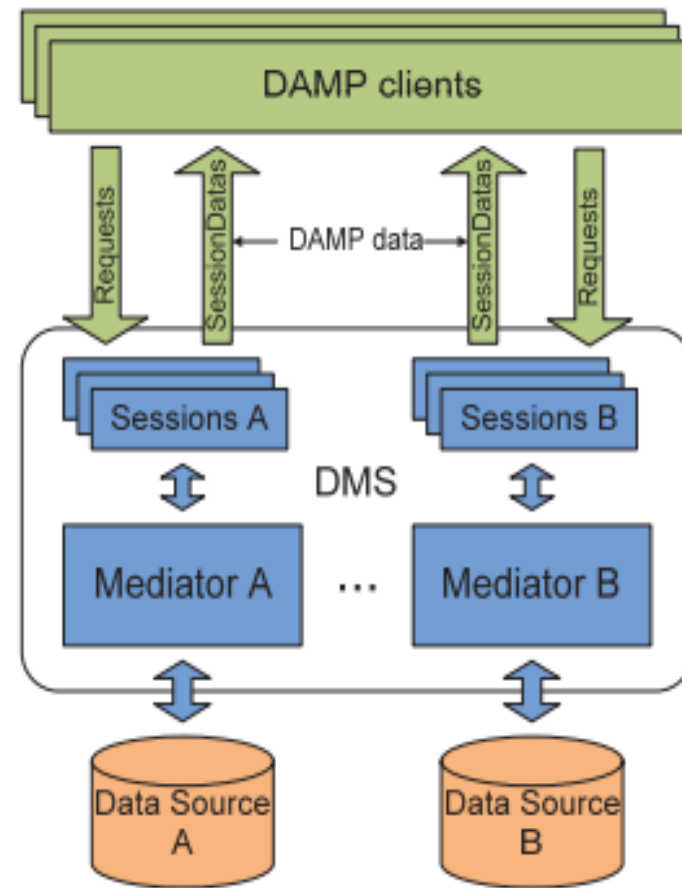 DAMP clients
Requests
SessionDatas
DAMP data
SessionDatas
Requests
Sessions A
Sessions B
DMS
Mediator A
...
Mediator B
Data Source
A
Data Source
B